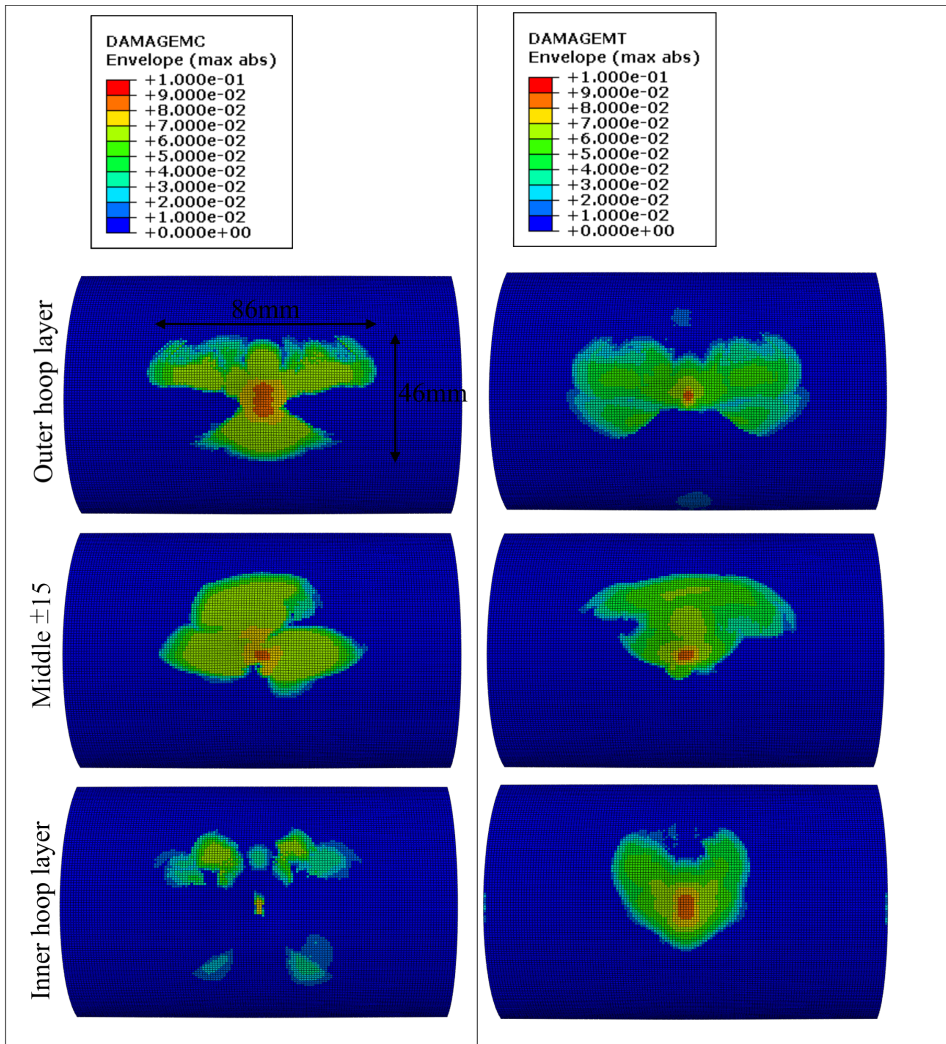 DAMAGEMC
Envelope (max abs)
+1.000e-01
+9.000e-02
+8.000e-02
+7.000e-02
+6.000e-02
+5.000e-02
+4.000e-02
+3.000e-02
+2.000e-02
+1.000e-02
+0.000e+00
DAMAGEMT
Envelope (max abs)
+1.000e-01
+9.000e-02
+8.000e-02
+7.000e-02
+6.000e-02
+5.000e-02
+4.000e-02
+3.000e-02
+2.000e-02
+1.000e-02
+0.000e+00
Outer hoop layer
86mm
46mm
Middle ±15
Inner hoop layer